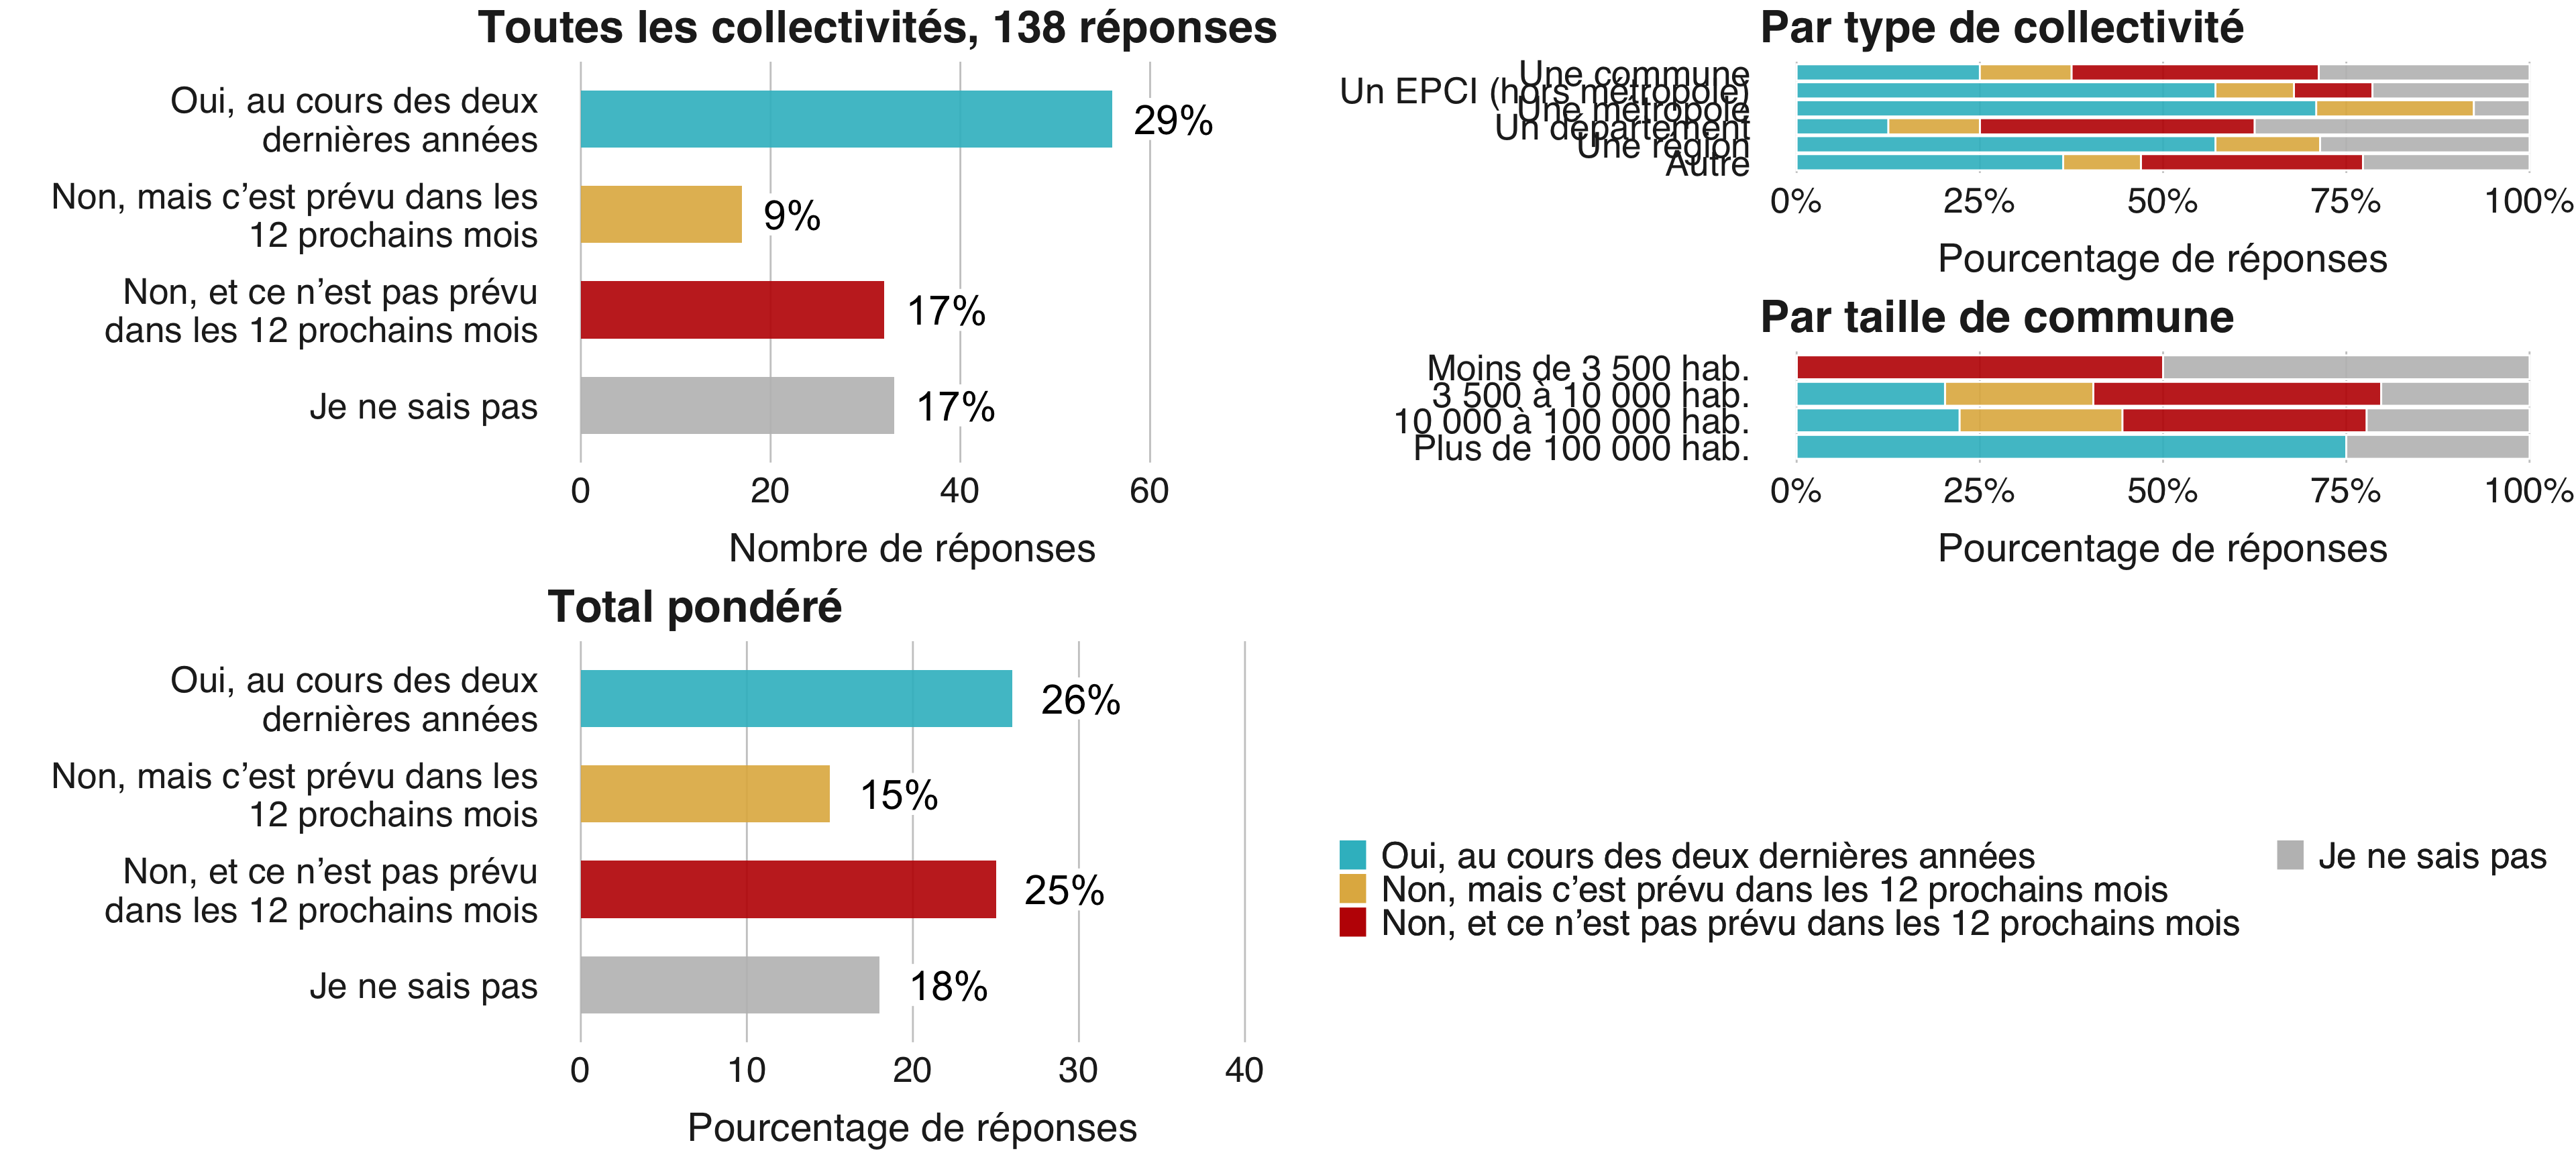 Toutes les collectivités, 138 réponses
Oui, au cours des deux
dernières années
29%
Non, mais c’est prévu dans les
12 prochains mois
9%
Non, et ce n’est pas prévu
dans les 12 prochains mois
17%
Je ne sais pas
17%
0 20 40 60
Nombre de réponses
Par type de collectivité
Une commune
Un EPCI (hors métropole)
Une métropole
Un département
Une région
Autre
0% 25% 50% 75% 100%
Pourcentage de réponses
Par taille de commune
Moins de 3 500 hab.
3 500 à 10 000 hab.
10 000 à 100 000 hab.
Plus de 100 000 hab.
0% 25% 50% 75% 100%
Pourcentage de réponses
Total pondéré
Oui, au cours des deux
dernières années
26%
Non, mais c’est prévu dans les
12 prochains mois
15%
Non, et ce n’est pas prévu
dans les 12 prochains mois
25%
Je ne sais pas
18%
0 10 20 30 40
Pourcentage de réponses
Oui, au cours des deux dernières années
Non, mais c’est prévu dans les 12 prochains mois
Non, et ce n’est pas prévu dans les 12 prochains mois
Je ne sais pas